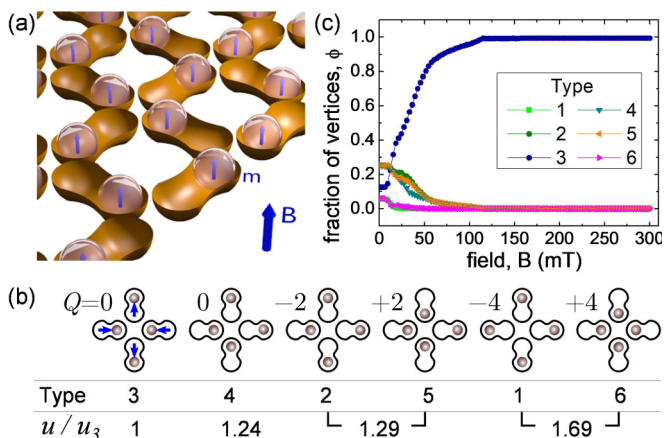 (a)
m
B
(c)
fraction of vertices, ϕ
1.0
0.8
0.6
0.4
0.2
0.0
Type
1 4
2 5
3 6
0 50 100 150 200 250 300
field, B (mT)
(b)
Q=0 0 −2 +2 −4 +4
Type 3 4 2 5 1 6
u/u₃ 1 1.24 1.29 1.69